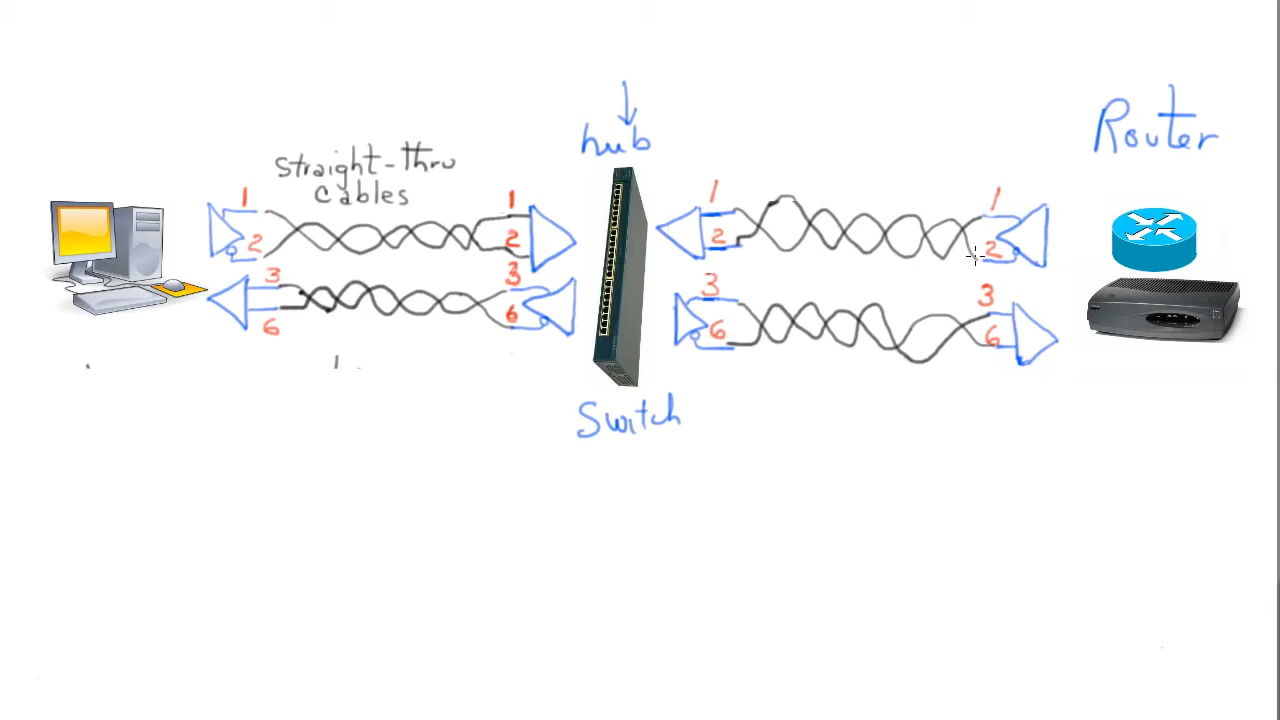 hub
Router
straight-thru
cables
1 1 1 1
2 2 2 2
3 3 3 3
6 6 6 6
Switch